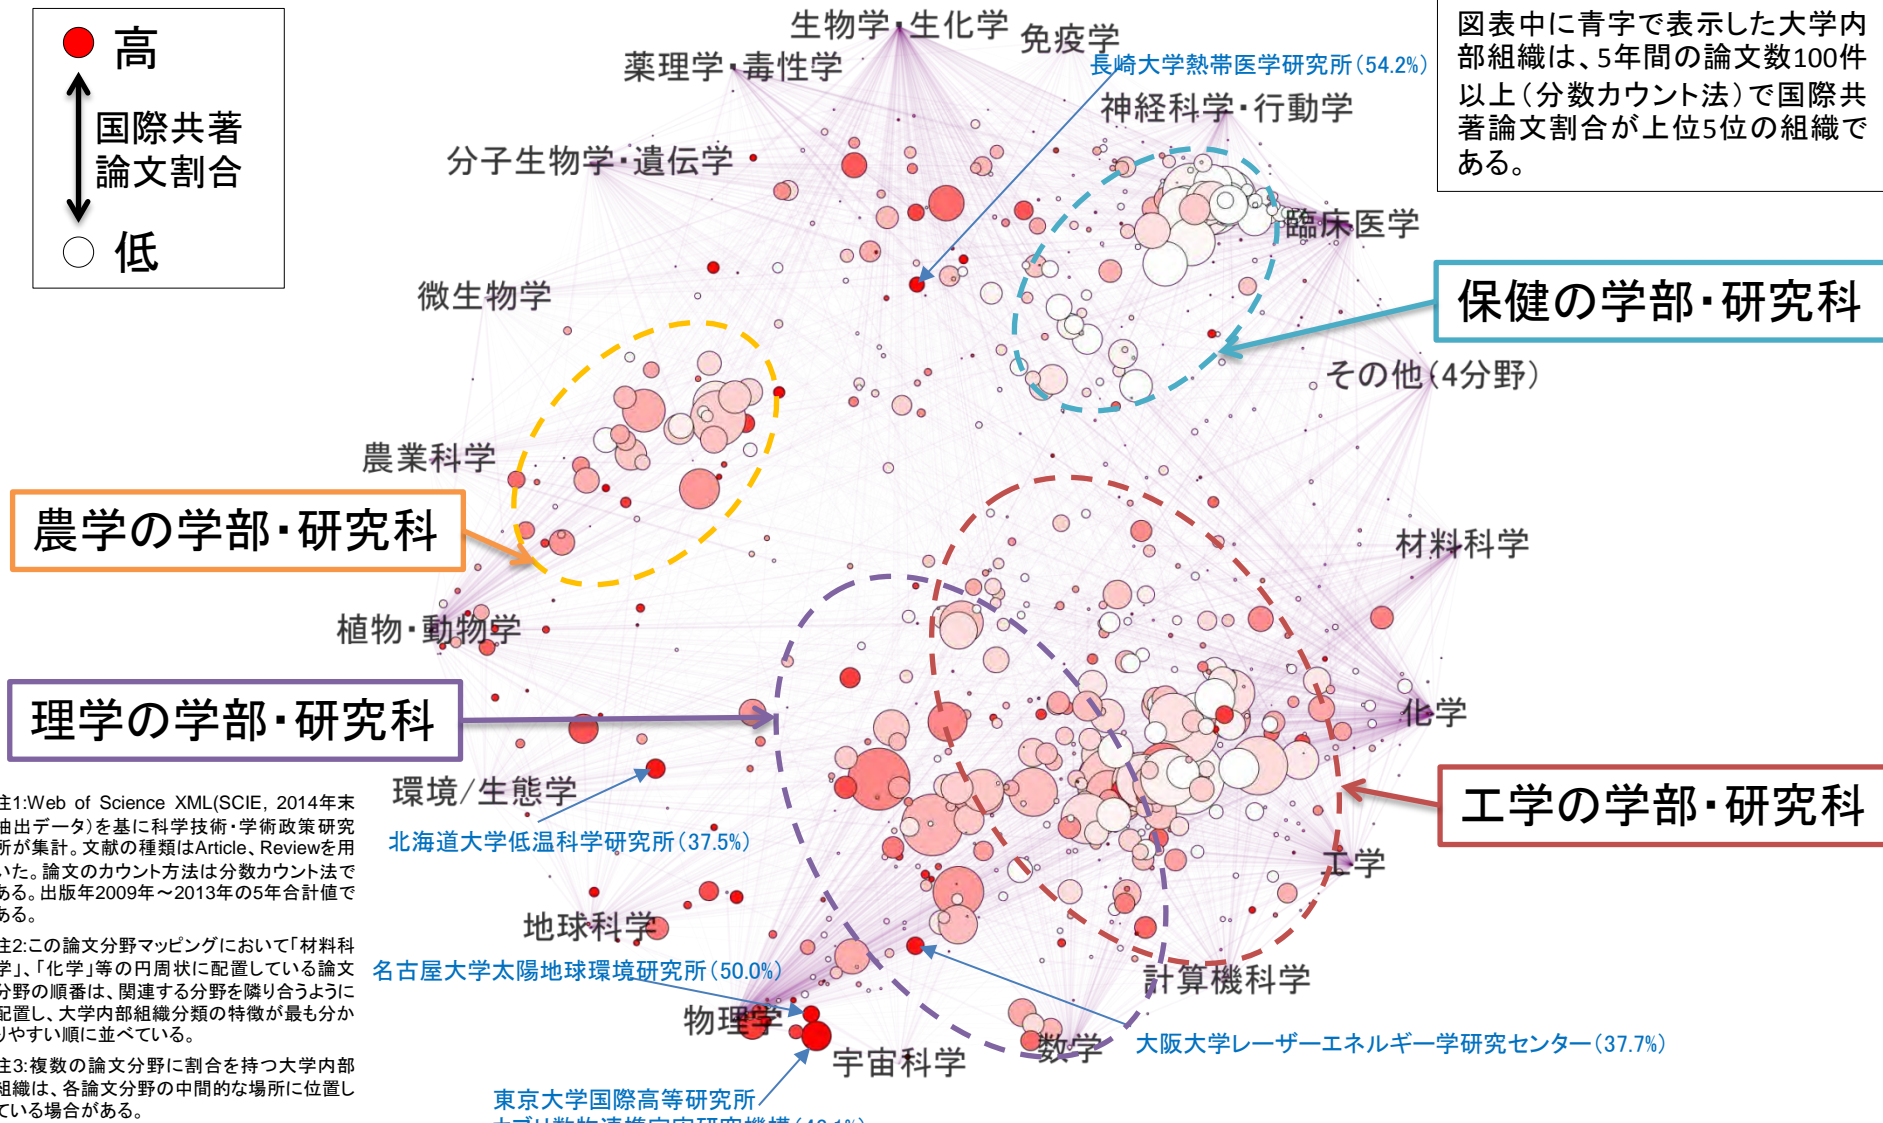 高
国際共著
論文割合
低
生物学・生化学
免疫学
薬理学・毒性学
長崎大学熱帯医学研究所(54.2%)
神経科学・行動学
分子生物学・遺伝学
臨床医学
微生物学
その他(4分野)
農業科学
材料科学
植物・動物学
化学
環境/生態学
北海道大学低温科学研究所(37.5%)
工学
地球科学
名古屋大学太陽地球環境研究所(50.0%)
計算機科学
物理学
宇宙科学
数学
大阪大学レーザーエネルギー学研究センター(37.7%)
東京大学国際高等研究所
図表中に青字で表示した大学内
部組織は、5年間の論文数100件
以上(分数カウント法)で国際共
著論文割合が上位5位の組織で
ある。
保健の学部・研究科
農学の学部・研究科
理学の学部・研究科
工学の学部・研究科
注1:Web of Science XML(SCIE, 2014年末
抽出データ)を基に科学技術・学術政策研究
所が集計。文献の種類はArticle、Reviewを用
いた。論文のカウント方法は分数カウント法で
ある。出版年2009年~2013年の5年合計値で
ある。
注2:この論文分野マッピングにおいて「材料科
学」、「化学」等の円周状に配置している論文
分野の順番は、関連する分野を隣り合うように
配置し、大学内部組織分類の特徴が最も分か
りやすい順に並べている。
注3:複数の論文分野に割合を持つ大学内部
組織は、各論文分野の中間的な場所に位置し
ている場合がある。